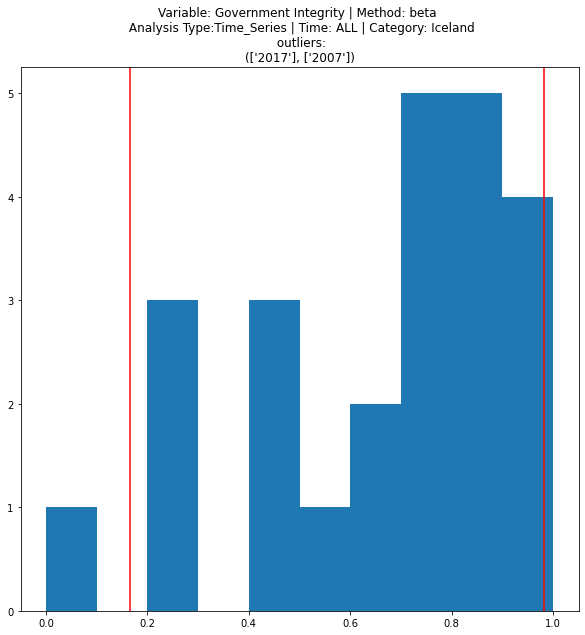 Variable: Government Integrity | Method: beta
Analysis Type:Time_Series | Time: ALL | Category: Iceland
outliers:
(['2017'], ['2007'])
5
4
3
2
1
0
0.0 0.2 0.4 0.6 0.8 1.0